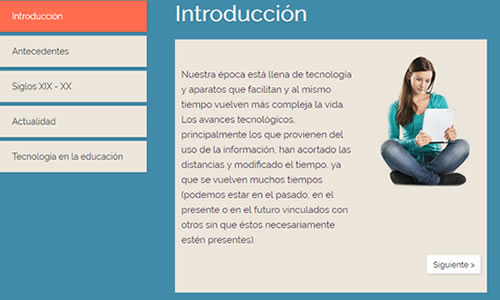 Introducción
Antecedentes
Siglos XIX - XX
Actualidad
Tecnología en la educación
Introducción
Nuestra época está llena de tecnología
y aparatos que facilitan y al mismo
tiempo vuelven más compleja la vida.
Los avances tecnológicos,
principalmente los que provienen del
uso de la información, han acortado las
distancias y modificado el tiempo, ya
que se vuelven muchos tiempos
(podemos estar en el pasado, en el
presente o en el futuro vinculados con
otros sin que éstos necesariamente
estén presentes).
Siguiente >